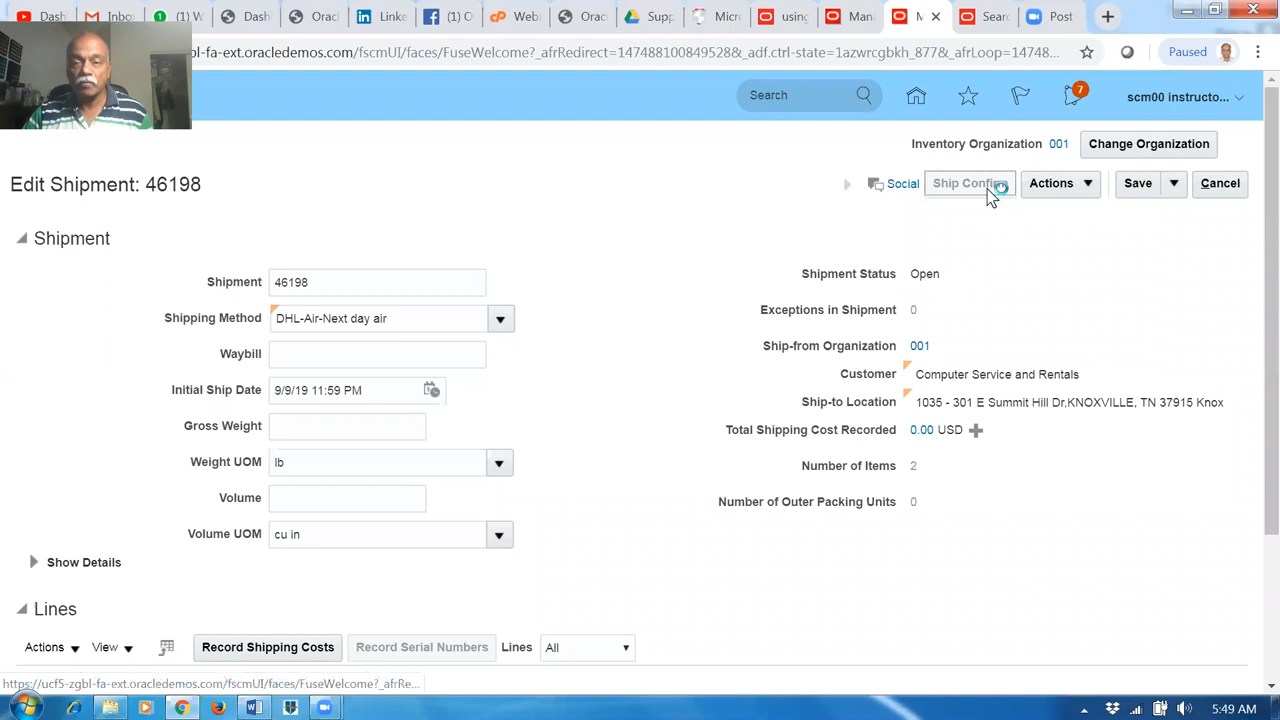 Dash
Inbo
(1)
Dash
Oracl
Linke
(1) C
Web
Orac
Supp
Micr
using
Man
M
Searc
Post
bl-fa-ext.oracledemos.com/fscmUI/faces/FuseWelcome?_afrRedirect=1474881008495288&_adf.ctrl-state=1azwrcgbkh_877&_afrLoop=14748...
Paused
Search
7
scm00 instructo...
Inventory Organization 001 Change Organization
Edit Shipment: 46198
Social Ship Confirm Actions Save Cancel
Shipment
Shipment 46198
Shipping Method DHL-Air-Next day air
Waybill
Initial Ship Date 9/9/19 11:59 PM
Gross Weight
Weight UOM lb
Volume
Volume UOM cu in
Show Details
Shipment Status Open
Exceptions in Shipment 0
Ship-from Organization 001
Customer Computer Service and Rentals
Ship-to Location 1035 - 301 E Summit Hill Dr,KNOXVILLE, TN 37915 Knox
Total Shipping Cost Recorded 0.00 USD
Number of Items 2
Number of Outer Packing Units 0
Lines
Actions View Record Shipping Costs Record Serial Numbers Lines All
https://ucf5-zgbl-fa-ext.oracledemos.com/fscmUI/faces/FuseWelcome?_afrRe...
5:49 AM